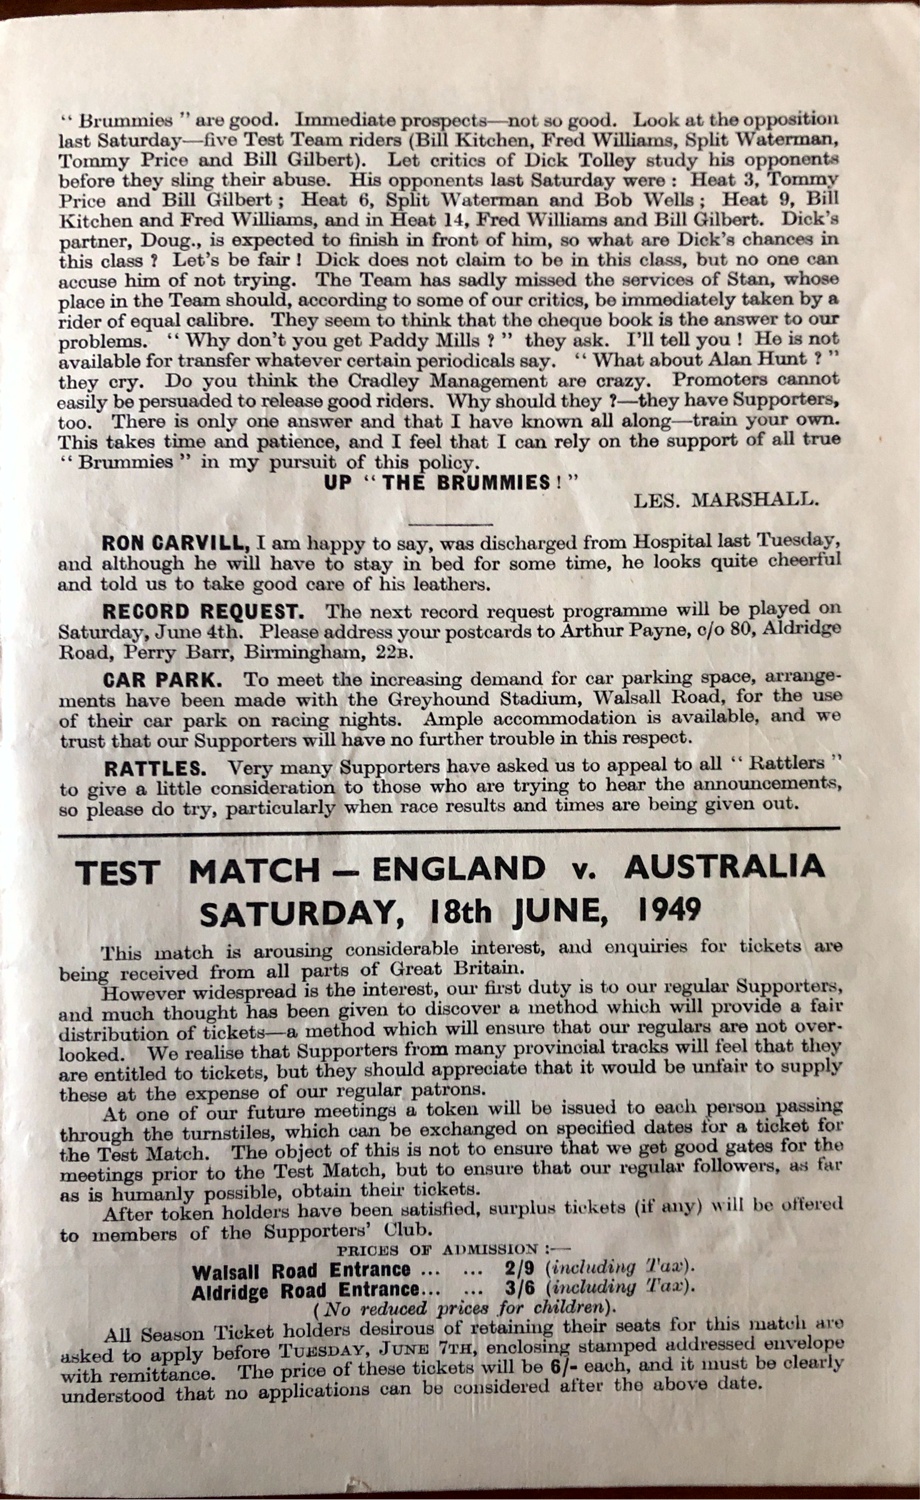 “ Brummies ” are good. Immediate prospects—not so good. Look at the opposition
last Saturday—five Test Team riders (Bill Kitchen, Fred Williams, Split Waterman,
Tommy Price and Bill Gilbert). Let critics of Dick Tolley study his opponents
before they sling their abuse. His opponents last Saturday were : Heat 3, Tommy
Price and Bill Gilbert ; Heat 6, Split Waterman and Bob Wells ; Heat 9, Bill
Kitchen and Fred Williams, and in Heat 14, Fred Williams and Bill Gilbert. Dick’s
partner, Doug., is expected to finish in front of him, so what are Dick’s chances in
this class ? Let’s be fair ! Dick does not claim to be in this class, but no one can
accuse him of not trying. The Team has sadly missed the services of Stan, whose
place in the Team should, according to some of our critics, be immediately taken by a
rider of equal calibre. They seem to think that the cheque book is the answer to our
problems. “ Why don’t you get Paddy Mills ? ” they ask. I’ll tell you ! He is not
available for transfer whatever certain periodicals say. “ What about Alan Hunt ? ”
they cry. Do you think the Cradley Management are crazy. Promoters cannot
easily be persuaded to release good riders. Why should they ?—they have Supporters,
too. There is only one answer and that I have known all along—train your own.
This takes time and patience, and I feel that I can rely on the support of all true
“ Brummies ” in my pursuit of this policy.
UP “ THE BRUMMIES ! ”
LES. MARSHALL.
RON CARVILL, I am happy to say, was discharged from Hospital last Tuesday,
and although he will have to stay in bed for some time, he looks quite cheerful
and told us to take good care of his leathers.
RECORD REQUEST. The next record request programme will be played on
Saturday, June 4th. Please address your postcards to Arthur Payne, c/o 80, Aldridge
Road, Perry Barr, Birmingham, 22B.
CAR PARK. To meet the increasing demand for car parking space, arrange-
ments have been made with the Greyhound Stadium, Walsall Road, for the use
of their car park on racing nights. Ample accommodation is available, and we
trust that our Supporters will have no further trouble in this respect.
RATTLES. Very many Supporters have asked us to appeal to all “ Rattlers ”
to give a little consideration to those who are trying to hear the announcements,
so please do try, particularly when race results and times are being given out.
TEST MATCH — ENGLAND v. AUSTRALIA
SATURDAY, 18th JUNE, 1949
This match is arousing considerable interest, and enquiries for tickets are
being received from all parts of Great Britain.
However widespread is the interest, our first duty is to our regular Supporters,
and much thought has been given to discover a method which will provide a fair
distribution of tickets—a method which will ensure that our regulars are not over-
looked. We realise that Supporters from many provincial tracks will feel that they
are entitled to tickets, but they should appreciate that it would be unfair to supply
these at the expense of our regular patrons.
At one of our future meetings a token will be issued to each person passing
through the turnstiles, which can be exchanged on specified dates for a ticket for
the Test Match. The object of this is not to ensure that we get good gates for the
meetings prior to the Test Match, but to ensure that our regular followers, as far
as is humanly possible, obtain their tickets.
After token holders have been satisfied, surplus tickets (if any) will be offered
to members of the Supporters’ Club.
PRICES OF ADMISSION :—
Walsall Road Entrance ... ... 2/9 (including Tax).
Aldridge Road Entrance... ... 3/6 (including Tax).
(No reduced prices for children).
All Season Ticket holders desirous of retaining their seats for this match are
asked to apply before TUESDAY, JUNE 7TH, enclosing stamped addressed envelope
with remittance. The price of these tickets will be 6/- each, and it must be clearly
understood that no applications can be considered after the above date.